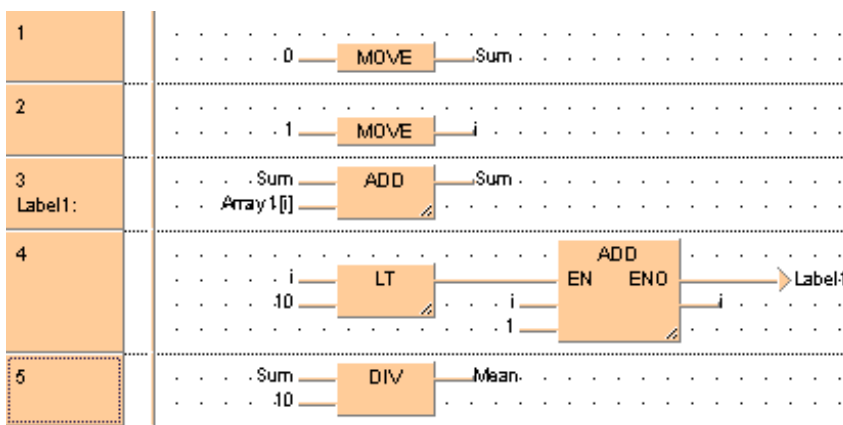 1
0 MOVE Sum
2
1 MOVE i
3 Sum ADD Sum
Label1: Array1[i]
4
ADD
i LT EN ENO Label1
10 i i
1
5 Sum DIV Mean
10